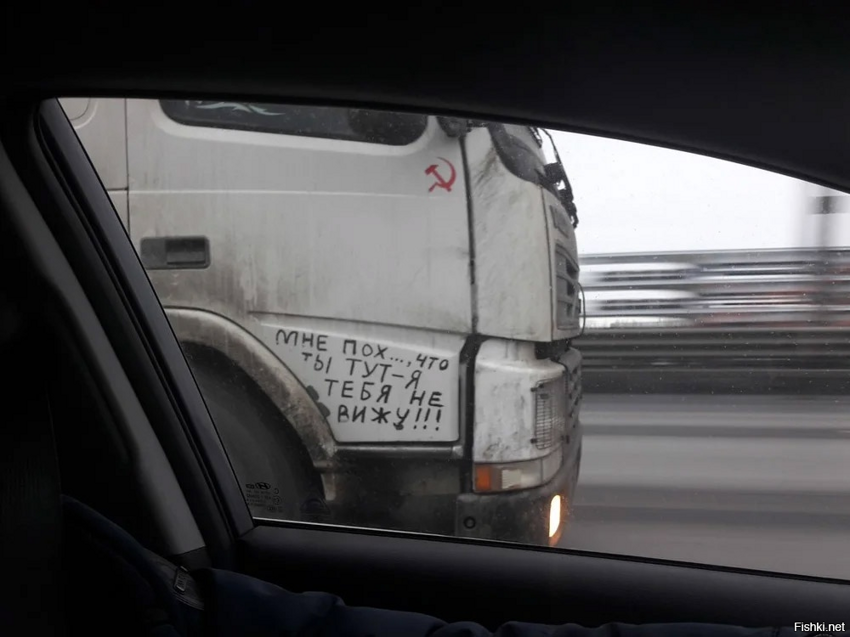 МНЕ ПОХ..., ЧТО
ТЫ ТУТ-Я
ТЕБЯ НЕ
ВИЖУ!!!
Fishki.net